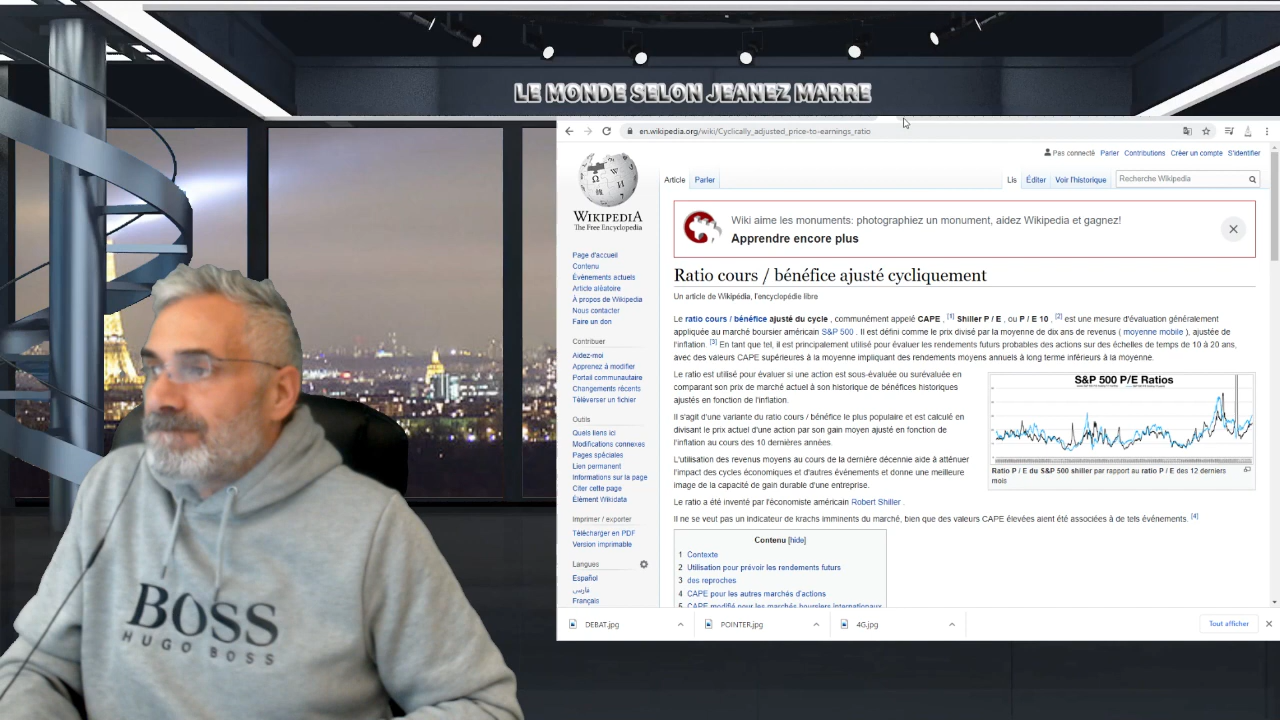 LE MONDE SELON JEANEZ MARRE
en.wikipedia.org/wiki/Cyclically_adjusted_price-to-earnings_ratio
Pas connecté Parler Contributions Créer un compte S'identifier
Article Parler Lis Éditer Voir l'historique Recherche Wikipedia
WIKIPEDIA
The Free Encyclopedia
Wiki aime les monuments: photographiez un monument, aidez Wikipedia et gagnez!
Apprendre encore plus
Page d'accueil
Contenu
Évènements actuels
Article aléatoire
À propos de Wikipedia
Nous contacter
Faire un don
Contribuer
Aidez-moi
Apprenez à modifier
Portail communautaire
Changements récents
Téléverser un fichier
Outils
Quels liens ici
Modifications connexes
Pages spéciales
Lien permanent
Informations sur la page
Citer cette page
Élément Wikidata
Imprimer / exporter
Télécharger en PDF
Version imprimable
Langues
Español
فارسی
Français
Ratio cours / bénéfice ajusté cycliquement
Un article de Wikipédia, l'encyclopédie libre
Le ratio cours / bénéfice ajusté du cycle , communément appelé CAPE , [1] Shiller P / E , ou P / E 10 , [2] est une mesure d'évaluation généralement
appliquée au marché boursier américain S&P 500 . Il est défini comme le prix divisé par la moyenne de dix ans de revenus ( moyenne mobile ), ajustée de
l'inflation. [3] En tant que tel, il est principalement utilisé pour évaluer les rendements futurs probables des actions sur des échelles de temps de 10 à 20 ans,
avec des valeurs CAPE supérieures à la moyenne impliquant des rendements moyens annuels à long terme inférieurs à la moyenne.
Le ratio est utilisé pour évaluer si une action est sous-évaluée ou surévaluée en
comparant son prix de marché actuel à son historique de bénéfices historiques
ajustés en fonction de l'inflation.
Il s'agit d'une variante du ratio cours / bénéfice le plus populaire et est calculé en
divisant le prix actuel d'une action par son gain moyen ajusté en fonction de
l'inflation au cours des 10 dernières années.
L'utilisation des revenus moyens au cours de la dernière décennie aide à atténuer
l'impact des cycles économiques et d'autres événements et donne une meilleure
image de la capacité de gain durable d'une entreprise.
Le ratio a été inventé par l'économiste américain Robert Shiller .
Il ne se veut pas un indicateur de krachs imminents du marché, bien que des valeurs CAPE élevées aient été associées à de tels événements. [4]
S&P 500 P/E Ratios
Ratio P / E du S&P 500 shiller par rapport au ratio P / E des 12 derniers
mois
Contenu [hide]
1 Contexte
2 Utilisation pour prévoir les rendements futurs
3 des reproches
4 CAPE pour les autres marchés d'actions
5 CAPE modifié pour les marchés boursiers internationaux
DEBAT.jpg POINTER.jpg 4G.jpg Tout afficher
BOSS
HUGO BOSS